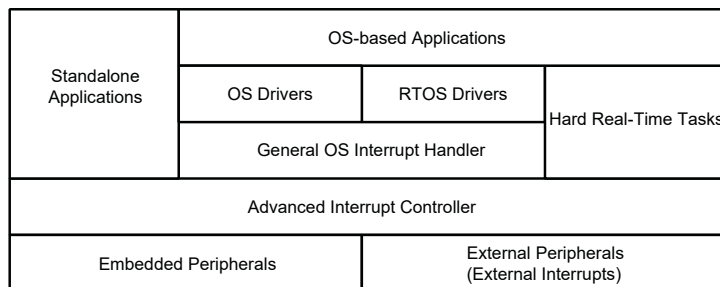 OS-based Applications
Standalone
Applications
OS Drivers
RTOS Drivers
Hard Real-Time Tasks
General OS Interrupt Handler
Advanced Interrupt Controller
Embedded Peripherals
External Peripherals
(External Interrupts)